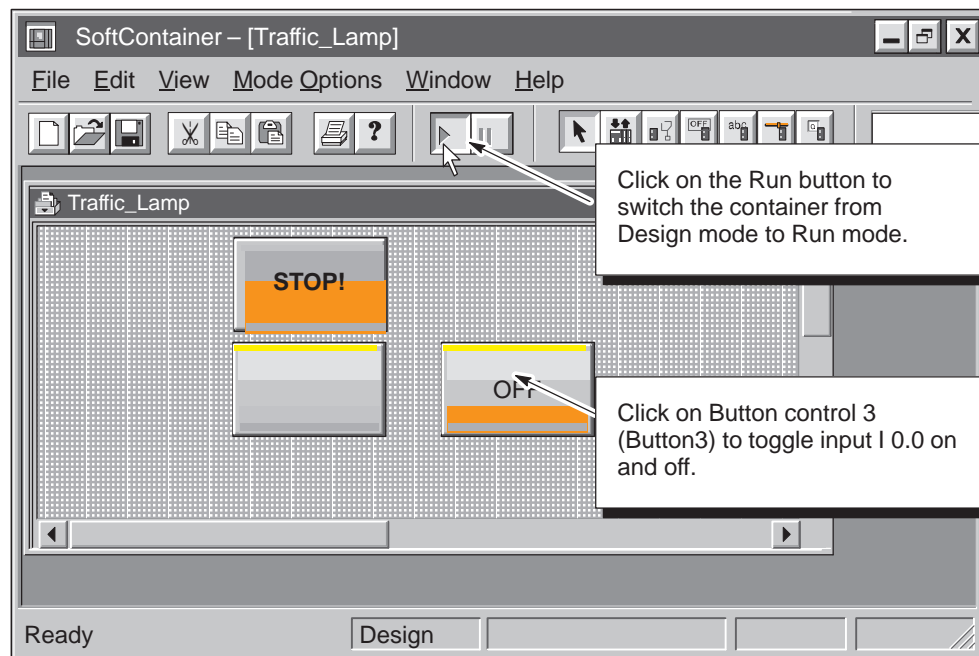 SoftContainer – [Traffic_Lamp]
File Edit View Mode Options Window Help
?
OFF
abc
Click on the Run button to
switch the container from
Design mode to Run mode.
Traffic_Lamp
STOP!
OFF
Click on Button control 3
(Button3) to toggle input I 0.0 on
and off.
Ready
Design